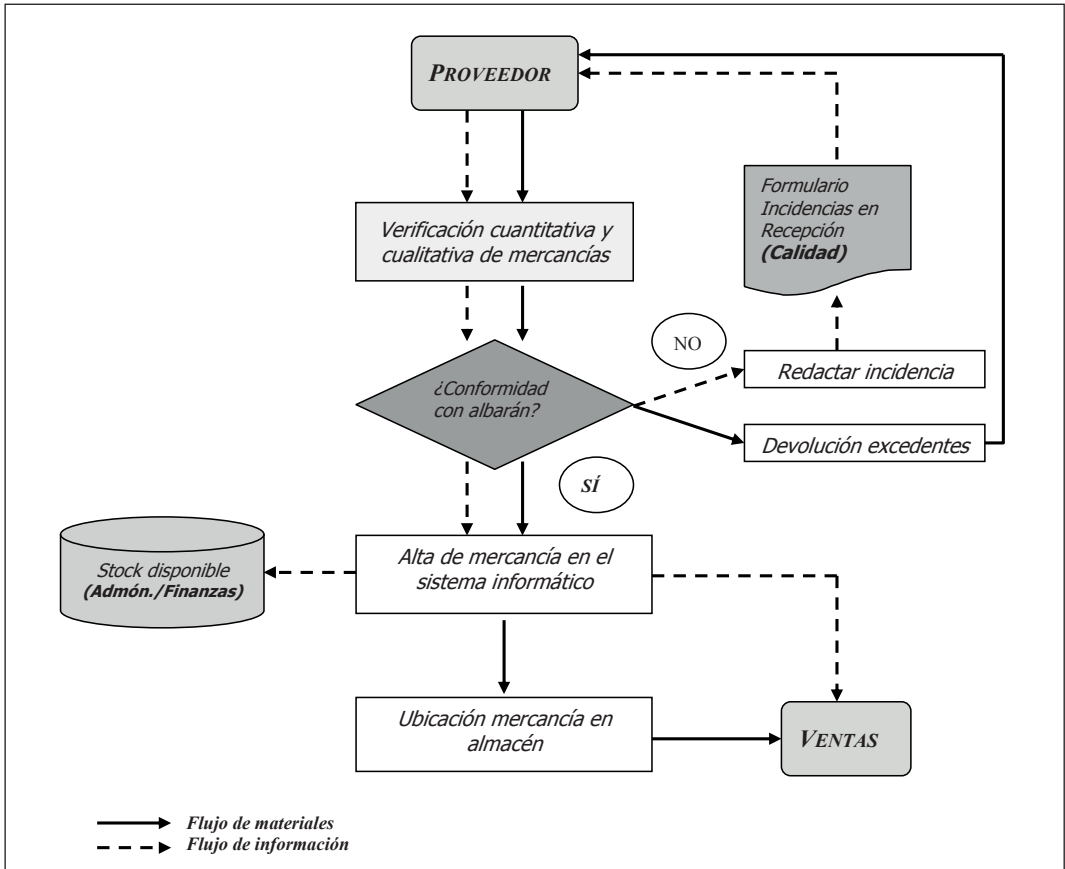 PROVEEDOR
Verificación cuantitativa y
cualitativa de mercancías
Formulario
Incidencias en
Recepción
(Calidad)
¿Conformidad
con albarán?
NO
Redactar incidencia
Devolución excedentes
SÍ
Alta de mercancía en el
sistema informático
Stock disponible
(Admón./Finanzas)
Ubicación mercancía en
almacén
VENTAS
Flujo de materiales
Flujo de información